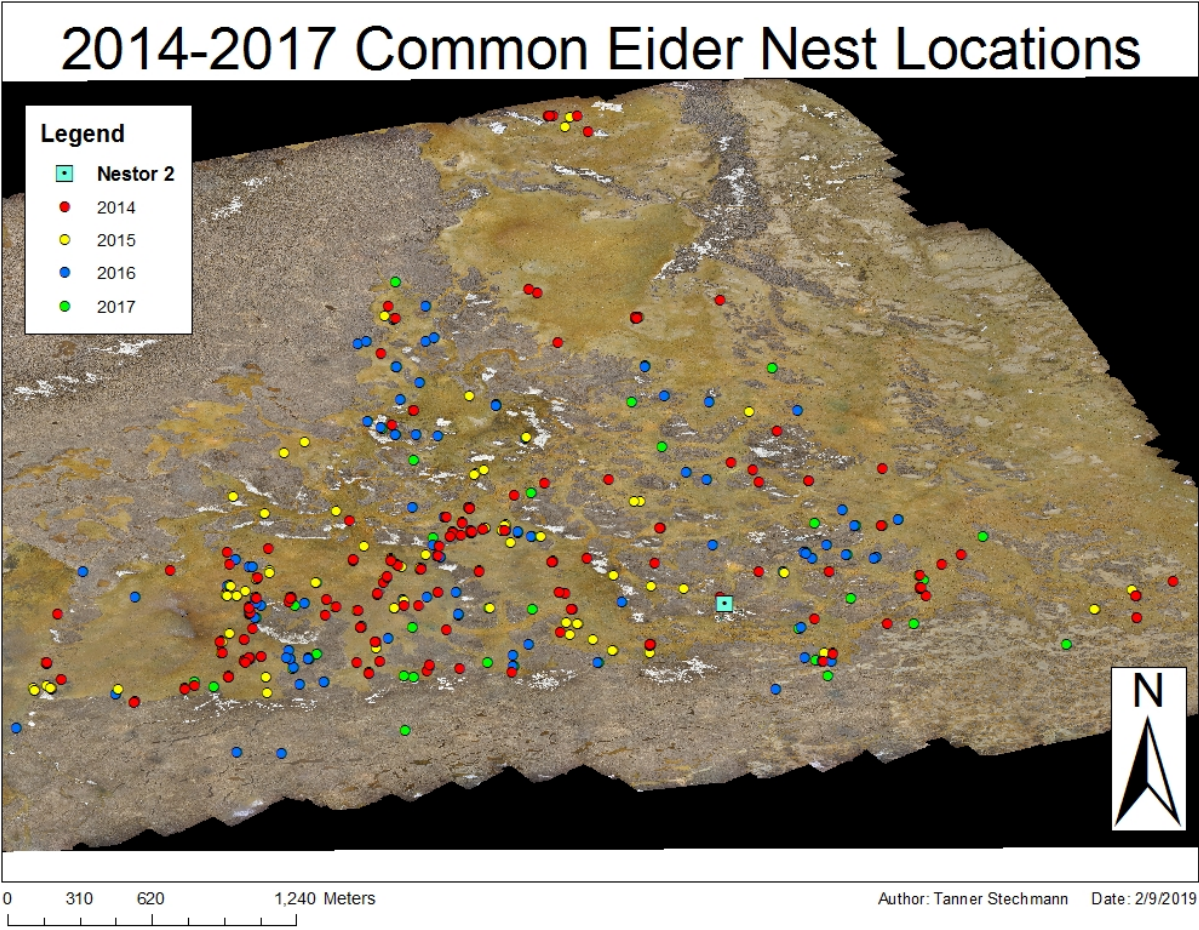 2014-2017 Common Eider Nest Locations
Legend
Nestor 2
2014
2015
2016
2017
N
0 310 620 1,240 Meters
Author: Tanner Stechmann Date: 2/9/2019